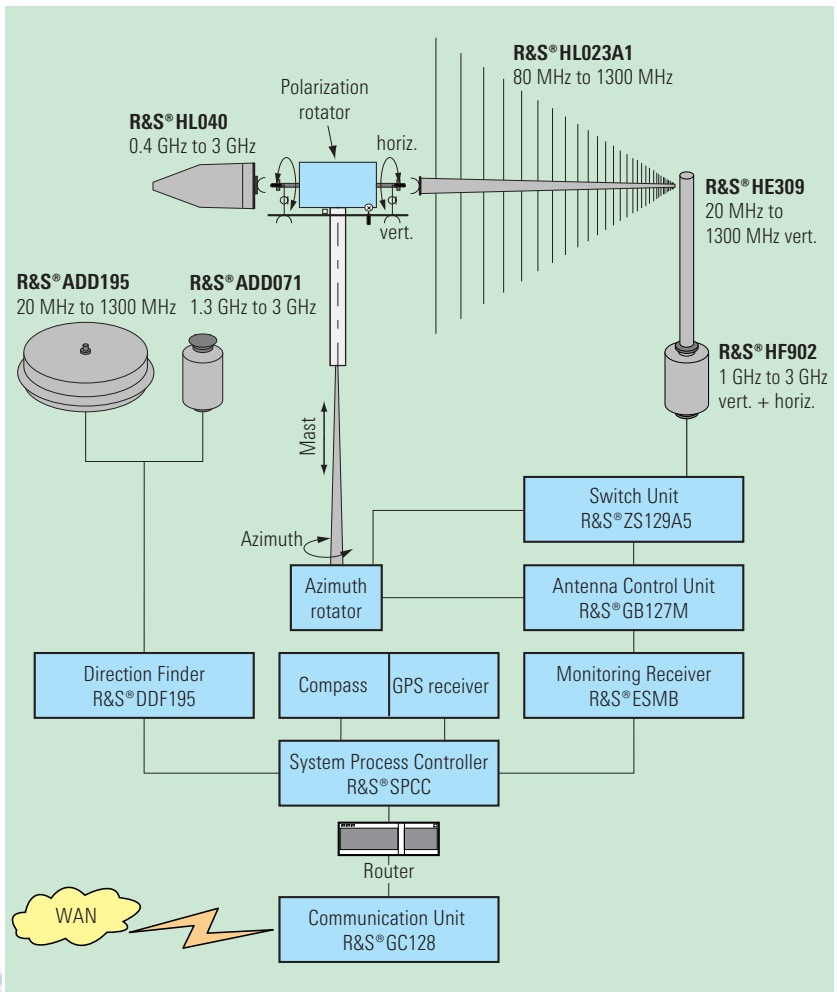 R&S®HL023A1
80 MHz to 1300 MHz
Polarization
rotator
R&S®HL040
0.4 GHz to 3 GHz
horiz.
vert.
R&S®HE309
20 MHz to
1300 MHz vert.
R&S®ADD195
20 MHz to 1300 MHz
R&S®ADD071
1.3 GHz to 3 GHz
R&S®HF902
1 GHz to 3 GHz
vert. + horiz.
Mast
Azimuth
Switch Unit
R&S®ZS129A5
Azimuth
rotator
Antenna Control Unit
R&S®GB127M
Direction Finder
R&S®DDF195
Compass
GPS receiver
Monitoring Receiver
R&S®ESMB
System Process Controller
R&S®SPCC
Router
WAN
Communication Unit
R&S®GC128